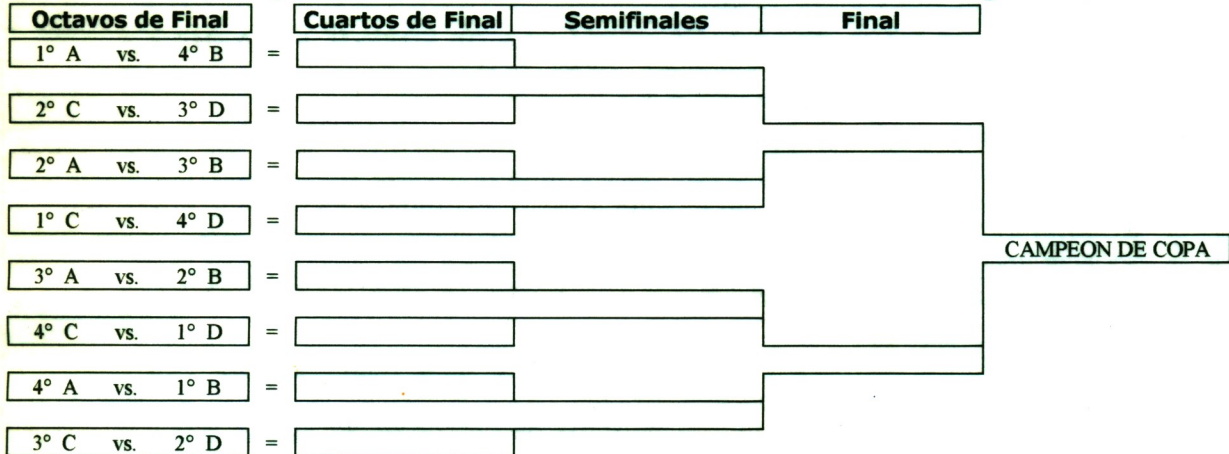 Octavos de Final Cuartos de Final Semifinales Final
1° A vs. 4° B =
2° C vs. 3° D =
2° A vs. 3° B =
1° C vs. 4° D =
CAMPEON DE COPA
3° A vs. 2° B =
4° C vs. 1° D =
4° A vs. 1° B =
3° C vs. 2° D =